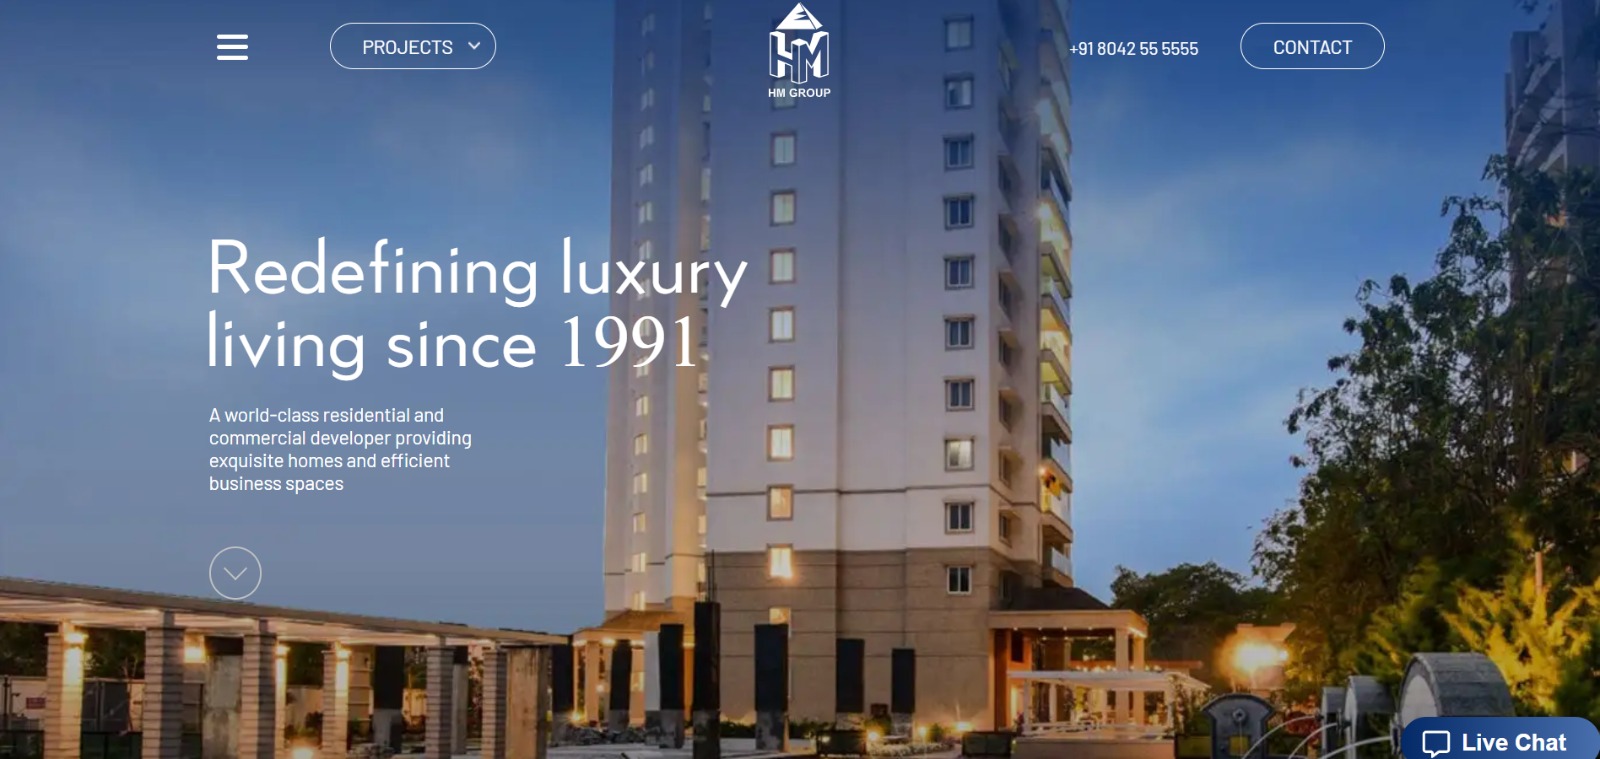 PROJECTS
HM
HM GROUP
+91 8042 55 5555
CONTACT
Redefining luxury
living since 1991
A world-class residential and
commercial developer providing
exquisite homes and efficient
business spaces
Live Chat